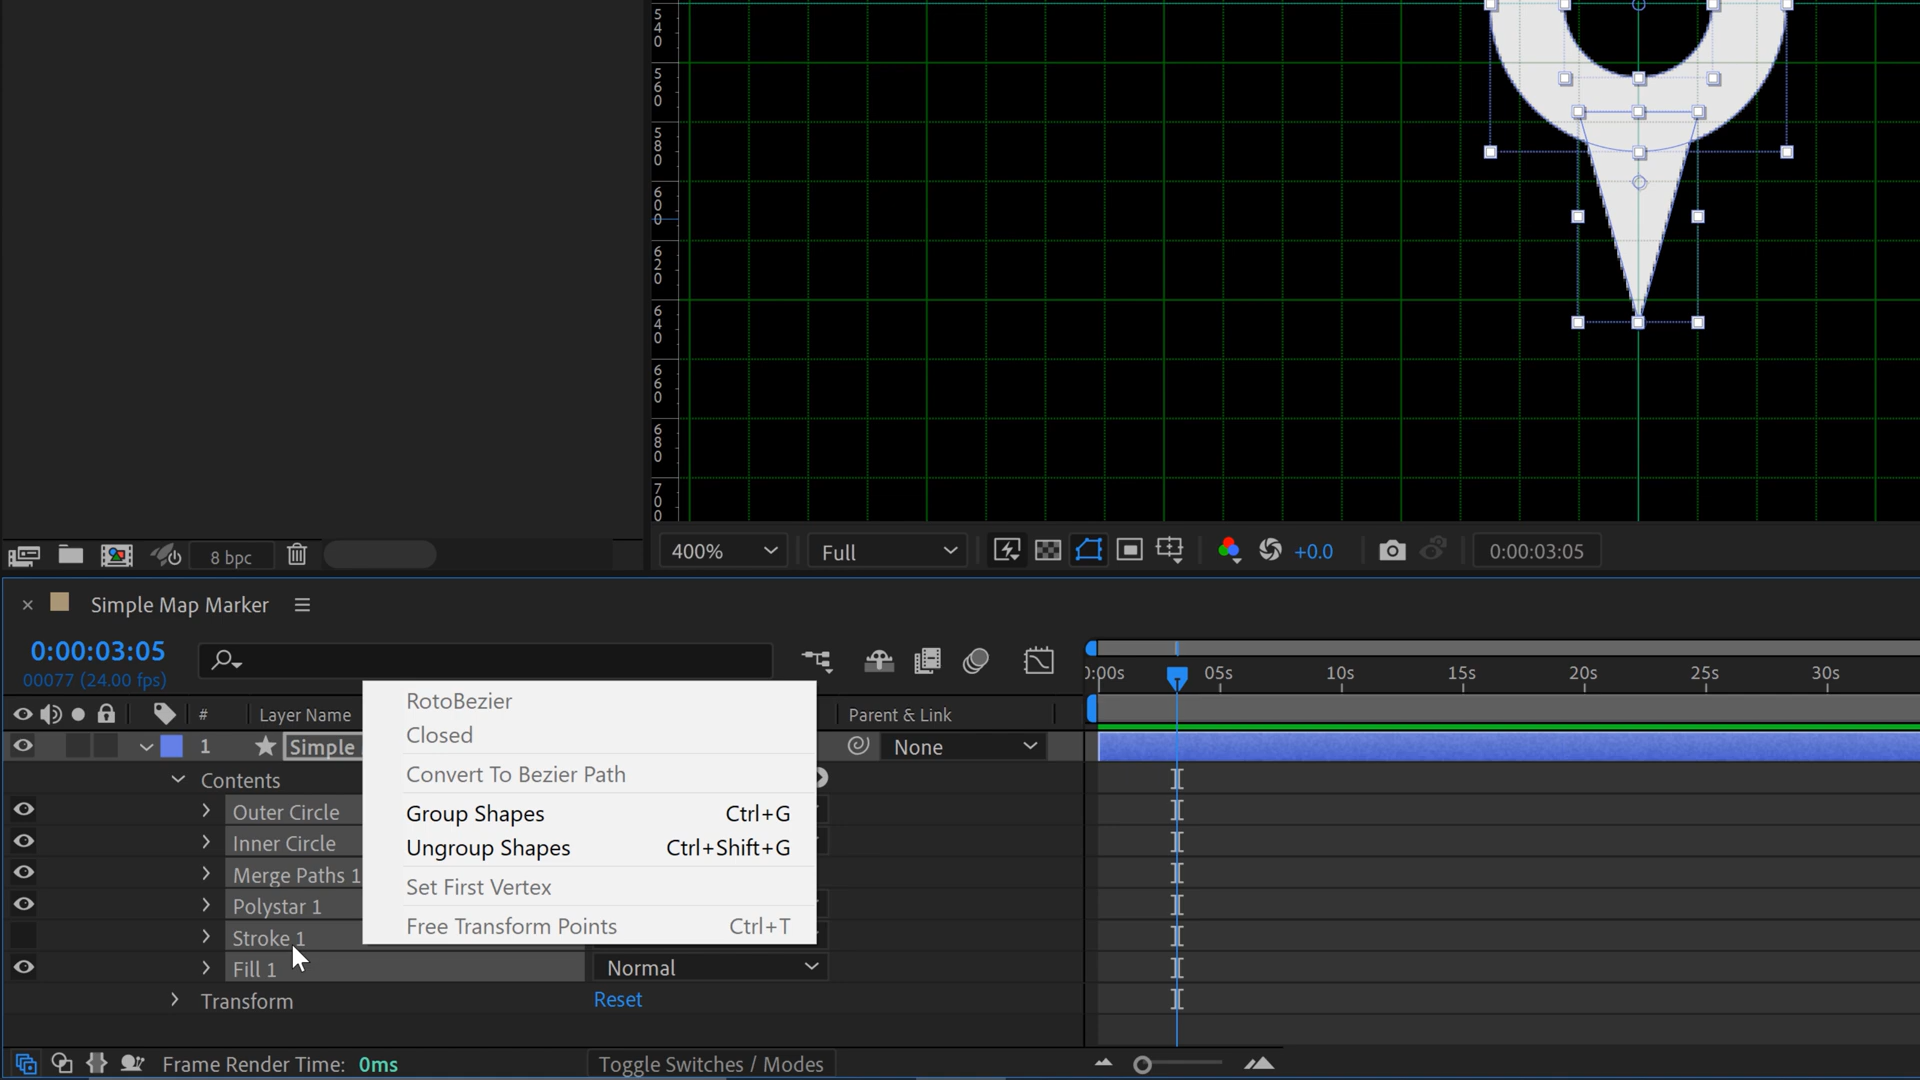 540
560
580
600
620
640
660
680
700
8 bpc
400%
Full
+0.0
0:00:03:05
Simple Map Marker
0:00:03:05
00077 (24.00 fps)
05s
10s
15s
20s
25s
30s
#
Layer Name
Parent & Link
1
Simple
None
Contents
Outer Circle
Inner Circle
Merge Paths 1
Polystar 1
Stroke 1
Fill 1
Normal
Transform
Reset
RotoBezier
Closed
Convert To Bezier Path
Group Shapes Ctrl+G
Ungroup Shapes Ctrl+Shift+G
Set First Vertex
Free Transform Points Ctrl+T
Frame Render Time: 0ms
Toggle Switches / Modes